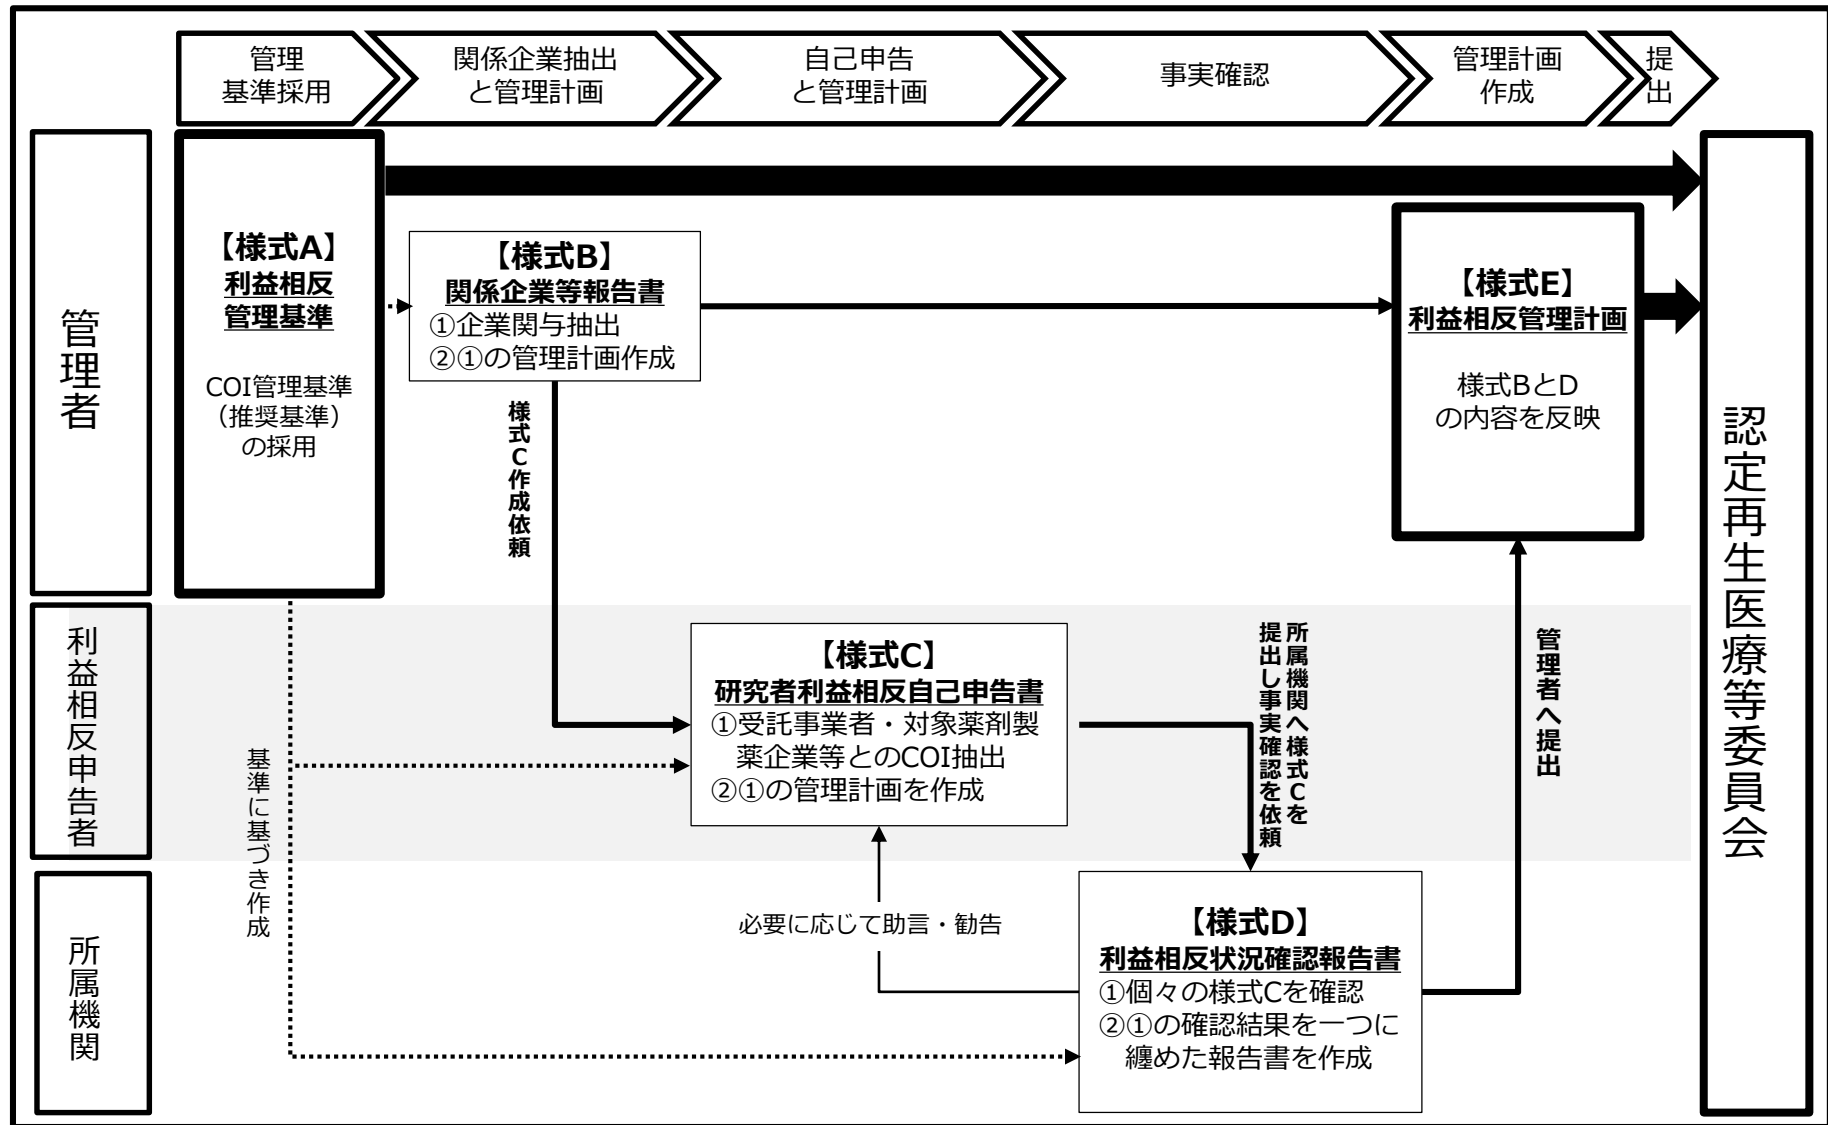 管理
基準採用
関係企業抽出
と管理計画
自己申告
と管理計画
事実確認
管理計画
作成
提
出
管理者
【様式A】
利益相反
管理基準
COI管理基準
（推奨基準）
の採用
【様式B】
関係企業等報告書
①企業関与抽出
②①の管理計画作成
【様式E】
利益相反管理計画
様式BとD
の内容を反映
様式C作成依頼
認定再生医療等委員会
利益相反申告者
【様式C】
研究者利益相反自己申告書
①受託事業者・対象薬剤製
薬企業等とのCOI抽出
②①の管理計画を作成
所属機関へ様式Cを
提出し事実確認を依頼
管理者へ提出
基準に基づき作成
所属機関
必要に応じて助言・勧告
【様式D】
利益相反状況確認報告書
①個々の様式Cを確認
②①の確認結果を一つに
纏めた報告書を作成